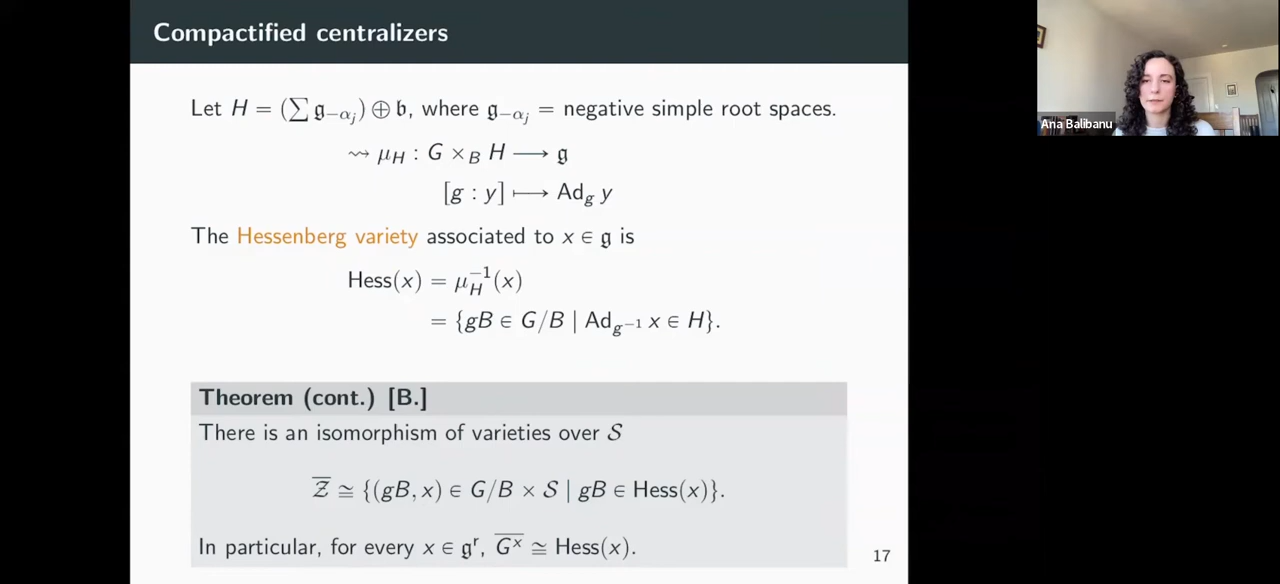 Compactified centralizers
Let H = (∑ 𝔤_{−α_j}) ⊕ 𝔟, where 𝔤_{−α_j} = negative simple root spaces.
⇝ μ_H : G ×_B H ⟶ 𝔤
[g : y] ⟼ Ad_g y
The Hessenberg variety associated to x ∈ 𝔤 is
Hess(x) = μ_H^{−1}(x)
= {gB ∈ G/B | Ad_{g^{−1}} x ∈ H}.
Theorem (cont.) [B.]
There is an isomorphism of varieties over 𝒮
\overline{𝒵} ≅ {(gB, x) ∈ G/B × 𝒮 | gB ∈ Hess(x)}.
In particular, for every x ∈ 𝔤^r, \overline{G^x} ≅ Hess(x).
17
Ana Balibanu